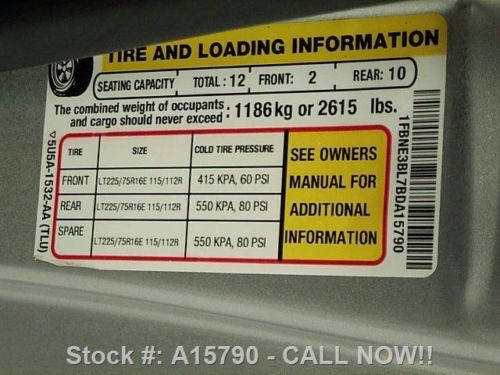 TIRE AND LOADING INFORMATION
SEATING CAPACITY TOTAL : 12 FRONT: 2 REAR: 10
The combined weight of occupants
and cargo should never exceed : 1186 kg or 2615 lbs.
TIRE SIZE COLD TIRE PRESSURE
FRONT LT225/75R16E 115/112R 415 KPA, 60 PSI
REAR LT225/75R16E 115/112R 550 KPA, 80 PSI
SPARE LT225/75R16E 115/112R 550 KPA, 80 PSI
SEE OWNERS
MANUAL FOR
ADDITIONAL
INFORMATION
5U5A-1532-AA (TLU)
1FBNE3BL7BDA15790
Stock #: A15790 - CALL NOW!!